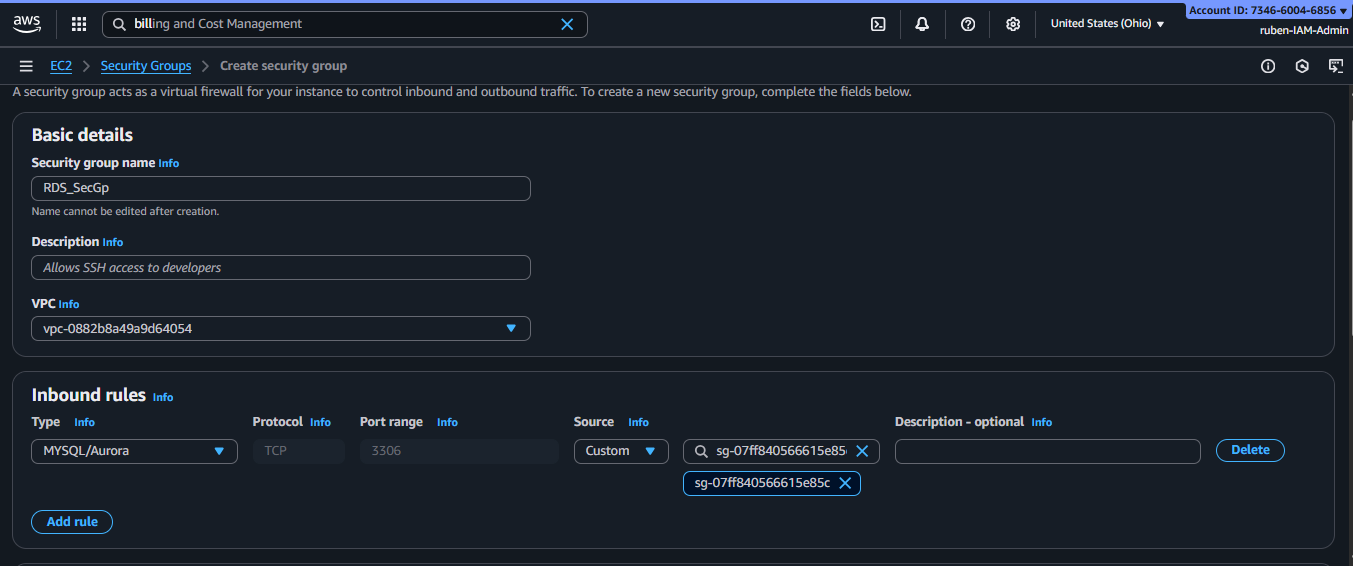 aws
billing and Cost Management
United States (Ohio)
Account ID: 7346-6004-6856
ruben-IAM-Admin
EC2 > Security Groups > Create security group
A security group acts as a virtual firewall for your instance to control inbound and outbound traffic. To create a new security group, complete the fields below.
Basic details
Security group name Info
RDS_SecGp
Name cannot be edited after creation.
Description Info
Allows SSH access to developers
VPC Info
vpc-0882b8a49a9d64054
Inbound rules Info
Type Info Protocol Info Port range Info Source Info Description - optional Info
MYSQL/Aurora TCP 3306 Custom sg-07ff840566615e85 Delete
sg-07ff840566615e85c
Add rule